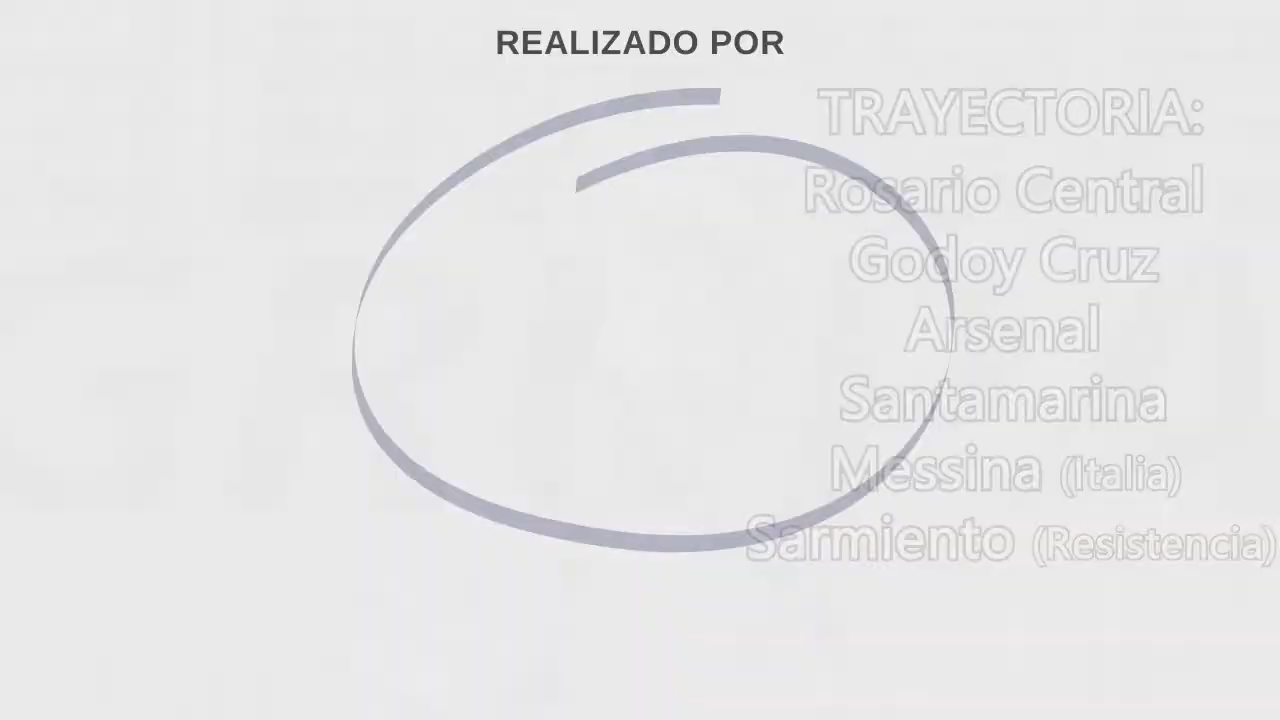 REALIZADO POR
TRAYECTORIA:
Rosario Central
Godoy Cruz
Arsenal
Santamarina
Messina (Italia)
Sarmiento (Resistencia)